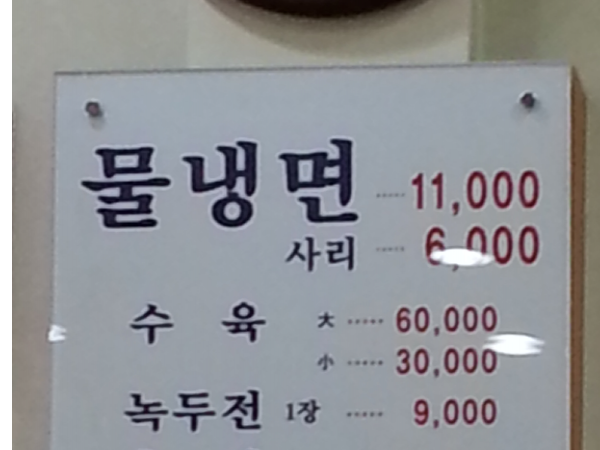 물냉면 ····· 11,000
사리 ····· 6,000
수 육 大 ····· 60,000
小 ····· 30,000
녹두전 1장 ····· 9,000